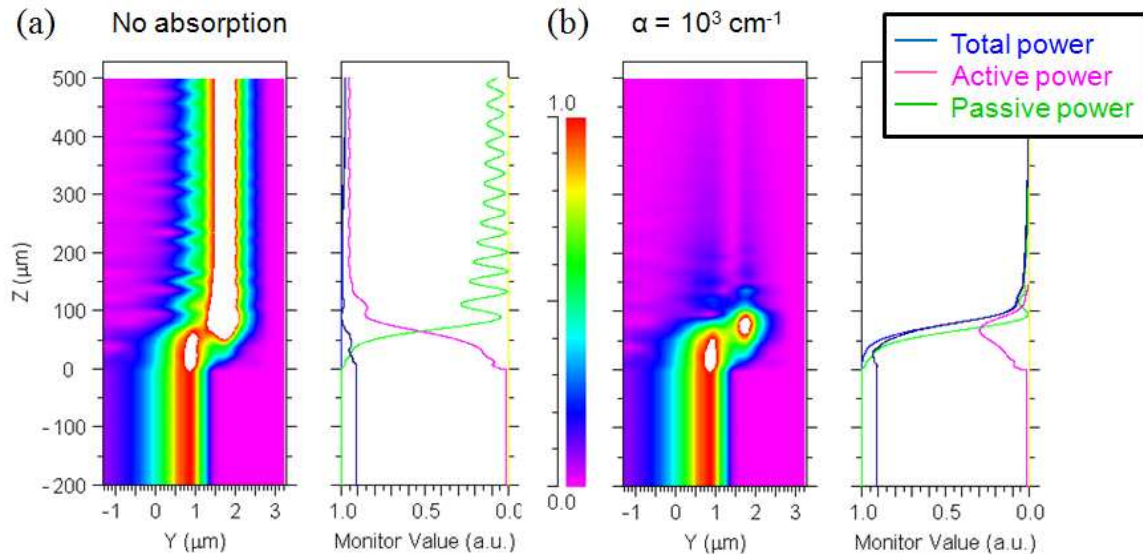 (a) No absorption (b) α = 10³ cm⁻¹
Total power
Active power
Passive power
500
400
300
200
100
0
-100
-200
Z (μm)
-1 0 1 2 3
Y (μm)
1.0 0.5 0.0
Monitor Value (a.u.)
1.0
0.0
-1 0 1 2 3
Y (μm)
1.0 0.5 0.0
Monitor Value (a.u.)